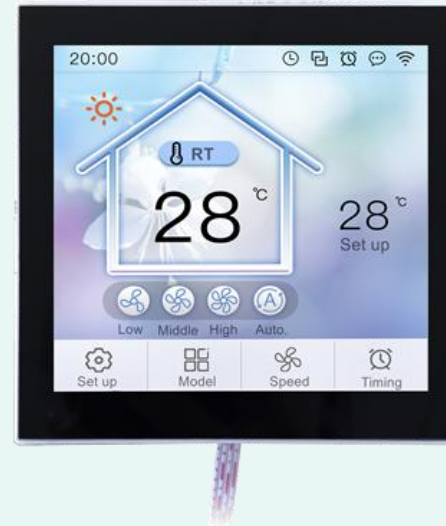 20:00
RT
28 °C
28 °C
Set up
Low Middle High Auto.
A
Set up Model Speed Timing